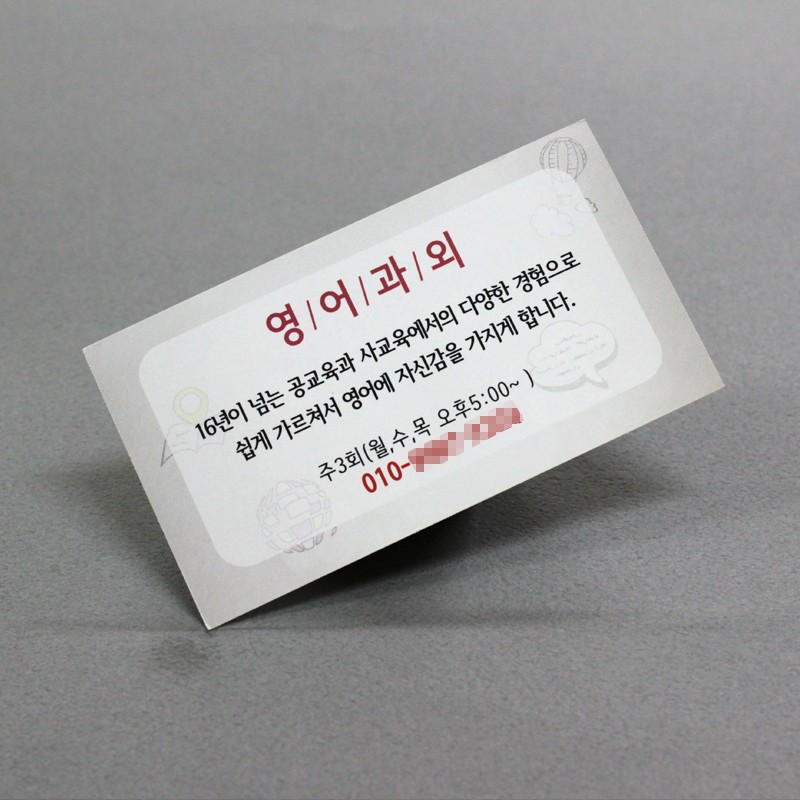 영/어/과/외
16년이 넘는 공교육과 사교육에서의 다양한 경험으로
쉽게 가르쳐서 영어에 자신감을 가지게 합니다.
주3회(월,수,목 오후5:00~ )
010-